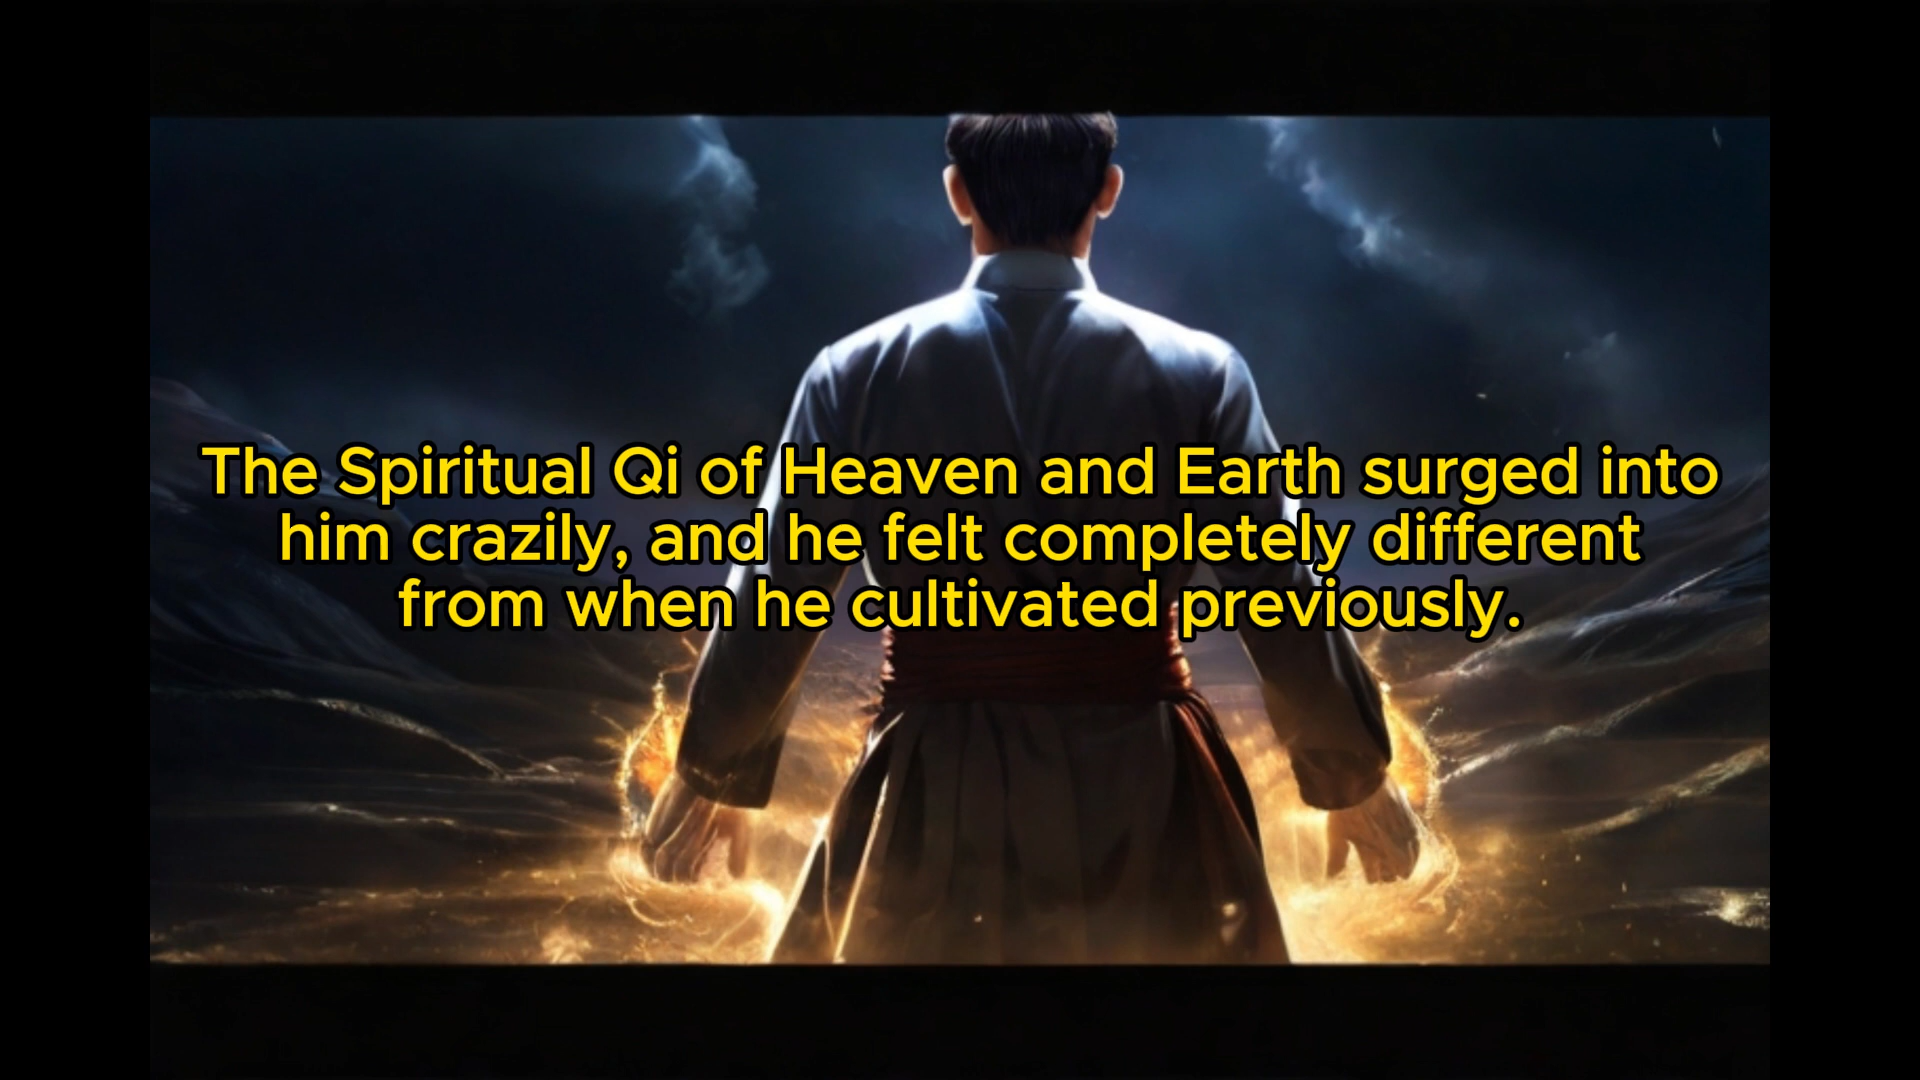 The Spiritual Qi of Heaven and Earth surged into
him crazily, and he felt completely different
from when he cultivated previously.